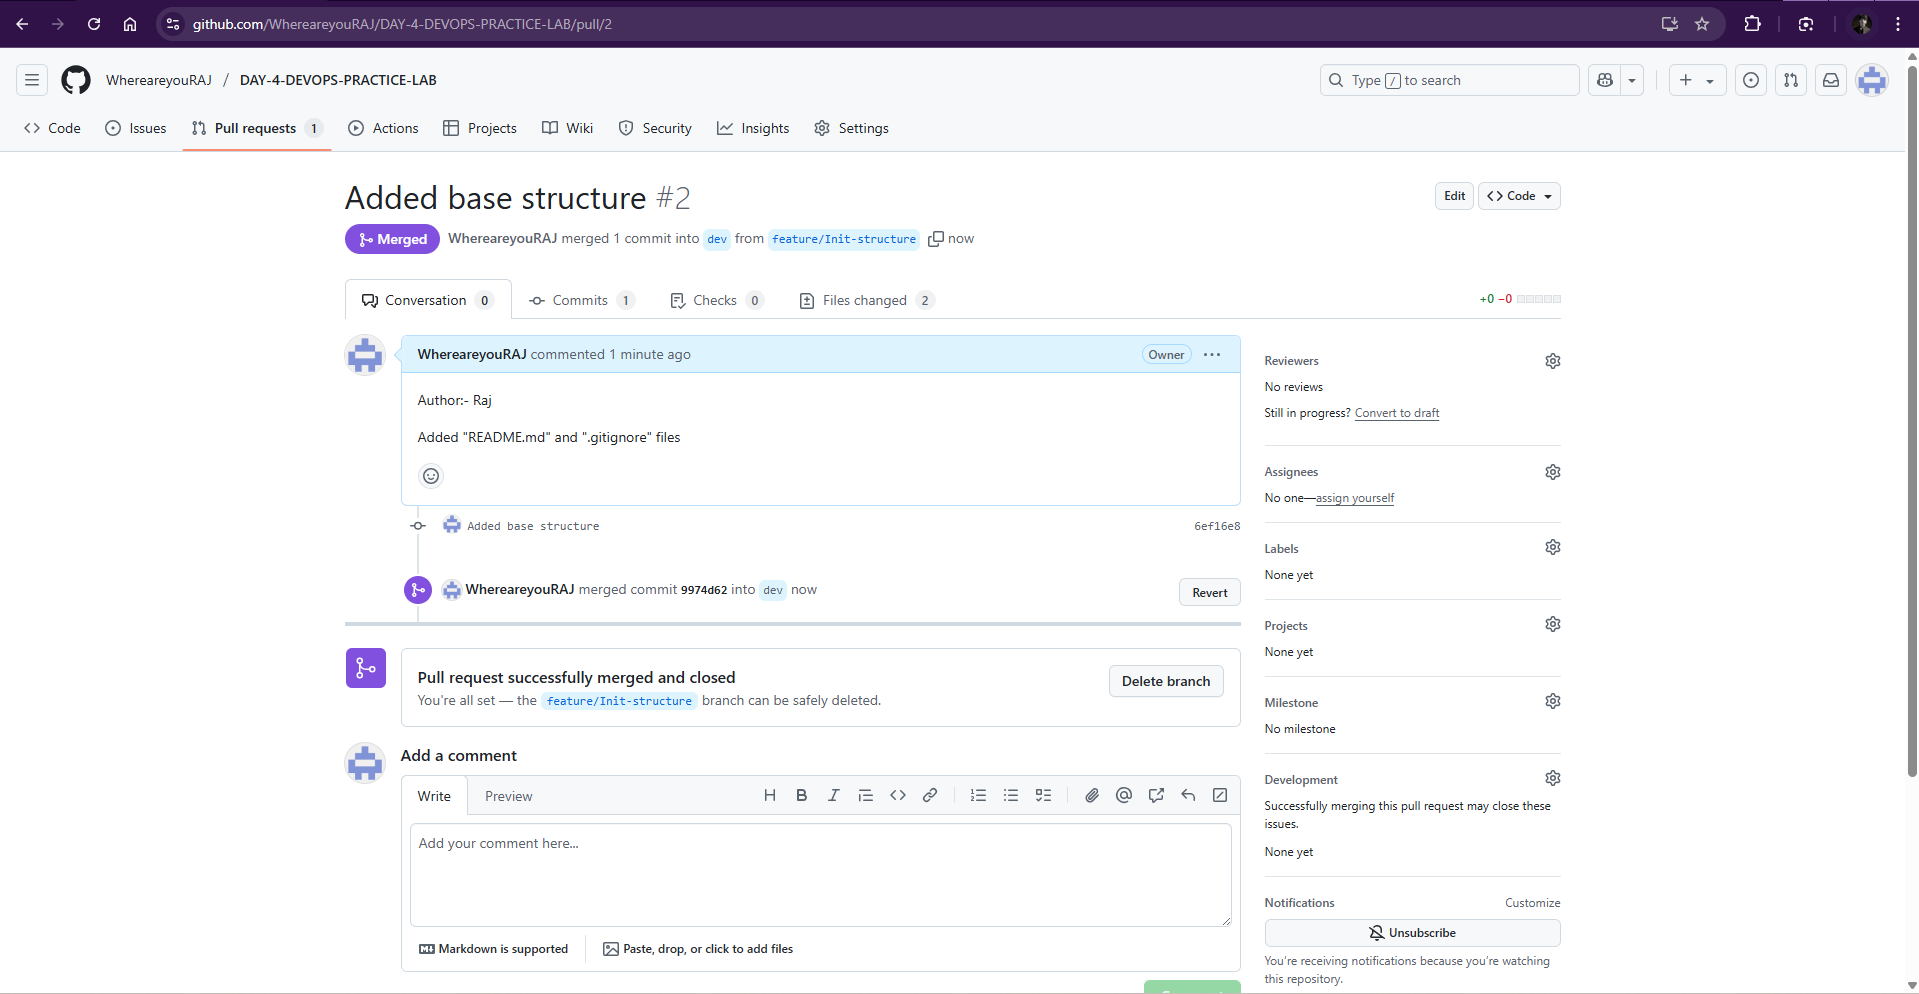 github.com/WhereareyouRAJ/DAY-4-DEVOPS-PRACTICE-LAB/pull/2
WhereareyouRAJ / DAY-4-DEVOPS-PRACTICE-LAB
Type / to search
Code Issues Pull requests 1 Actions Projects Wiki Security Insights Settings
Added base structure #2
Edit <> Code
Merged WhereareyouRAJ merged 1 commit into dev from feature/Init-structure now
Conversation 0 Commits 1 Checks 0 Files changed 2
+0 −0
WhereareyouRAJ commented 1 minute ago
Owner ...
Author:- Raj
Added "README.md" and ".gitignore" files
Added base structure
6ef16e8
WhereareyouRAJ merged commit 9974d62 into dev now
Revert
Pull request successfully merged and closed
You're all set — the feature/Init-structure branch can be safely deleted.
Delete branch
Add a comment
Write Preview
Add your comment here...
Markdown is supported
Paste, drop, or click to add files
Reviewers
No reviews
Still in progress? Convert to draft
Assignees
No one—assign yourself
Labels
None yet
Projects
None yet
Milestone
No milestone
Development
Successfully merging this pull request may close these
issues.
None yet
Notifications
Customize
Unsubscribe
You're receiving notifications because you're watching
this repository.